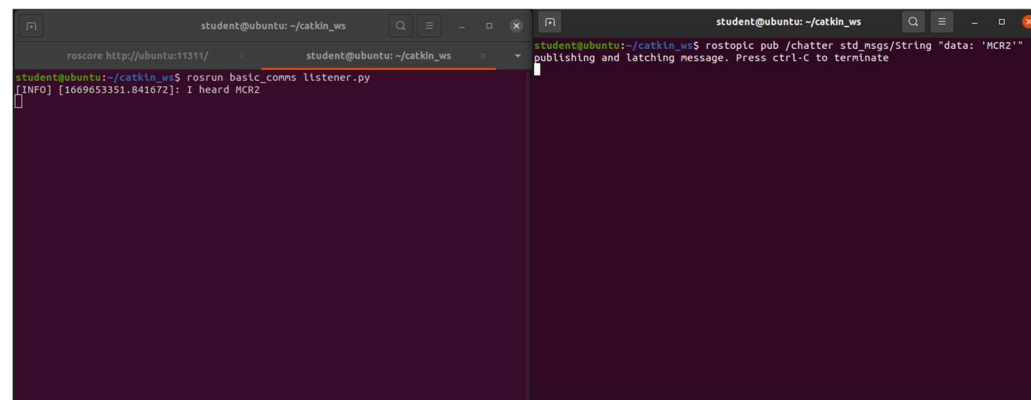 student@ubuntu: ~/catkin_ws
roscore http://ubuntu:11311/
student@ubuntu: ~/catkin_ws
student@ubuntu:~/catkin_ws$ rosrun basic_comms listener.py
[INFO] [1669653351.841672]: I heard MCR2
student@ubuntu: ~/catkin_ws
student@ubuntu:~/catkin_ws$ rostopic pub /chatter std_msgs/String "data: 'MCR2'"
publishing and latching message. Press ctrl-C to terminate